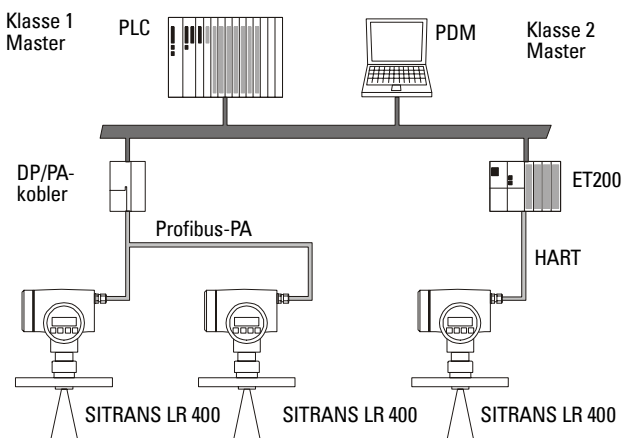 Klasse 1
Master
PLC
PDM
Klasse 2
Master
DP/PA-
kobler
ET200
Profibus-PA
HART
SITRANS LR 400
SITRANS LR 400
SITRANS LR 400